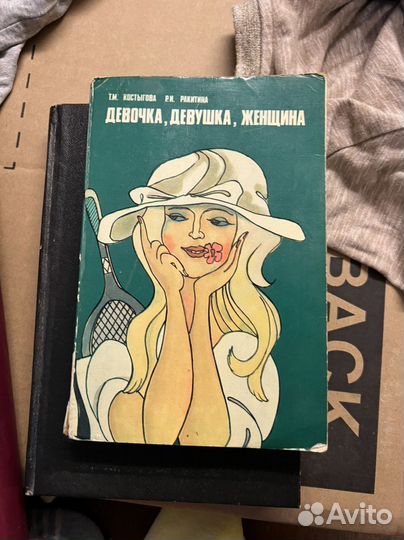 Т.М. КОСТЫГОВА Р.К. РАКИТИНА
ДЕВОЧКА, ДЕВУШКА, ЖЕНЩИНА
BACK
Avito